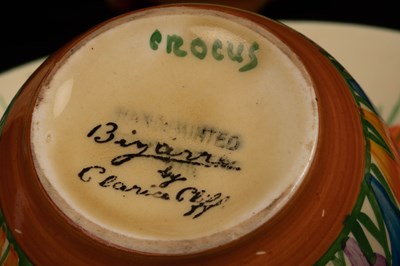 CROCUS
HAND PAINTED
Bizarre
by
Clarice Cliff